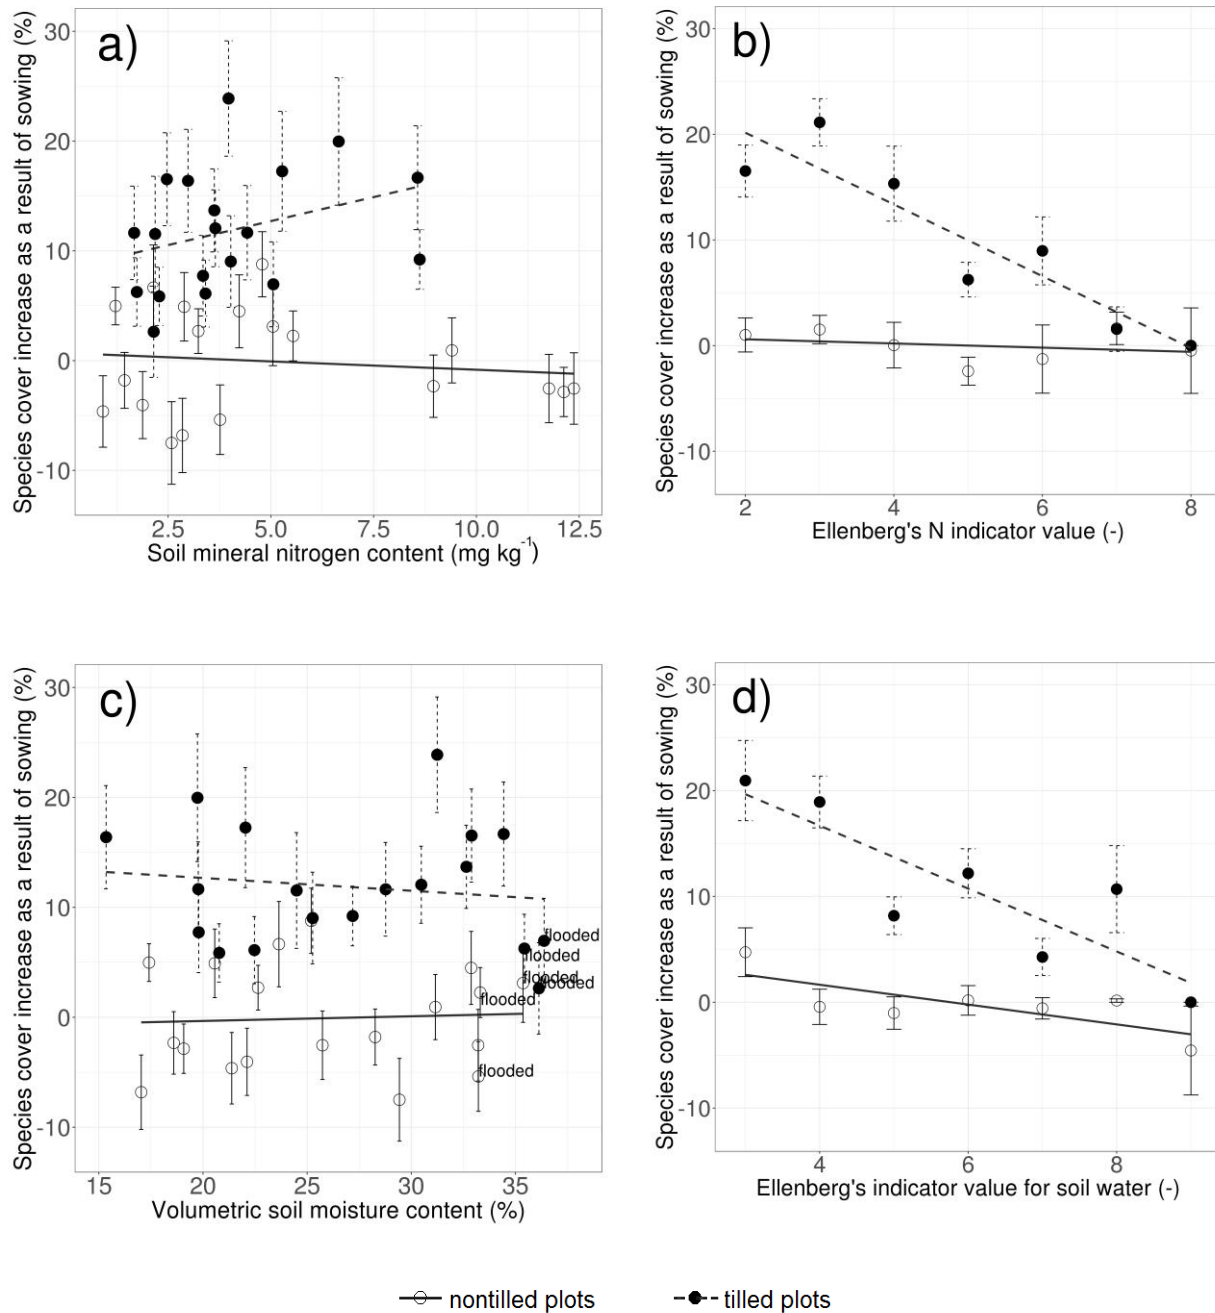 a)
Species cover increase as a result of sowing (%)
30
20
10
0
-10
2.5 5.0 7.5 10.0 12.5
Soil mineral nitrogen content (mg kg⁻¹)
b)
Species cover increase as a result of sowing (%)
30
20
10
0
-10
2 4 6 8
Ellenberg's N indicator value (-)
c)
Species cover increase as a result of sowing (%)
30
20
10
0
-10
flooded
flooded
flooded
flooded
flooded
flooded
15 20 25 30 35
Volumetric soil moisture content (%)
d)
Species cover increase as a result of sowing (%)
30
20
10
0
-10
4 6 8
Ellenberg's indicator value for soil water (-)
nontilled plots tilled plots